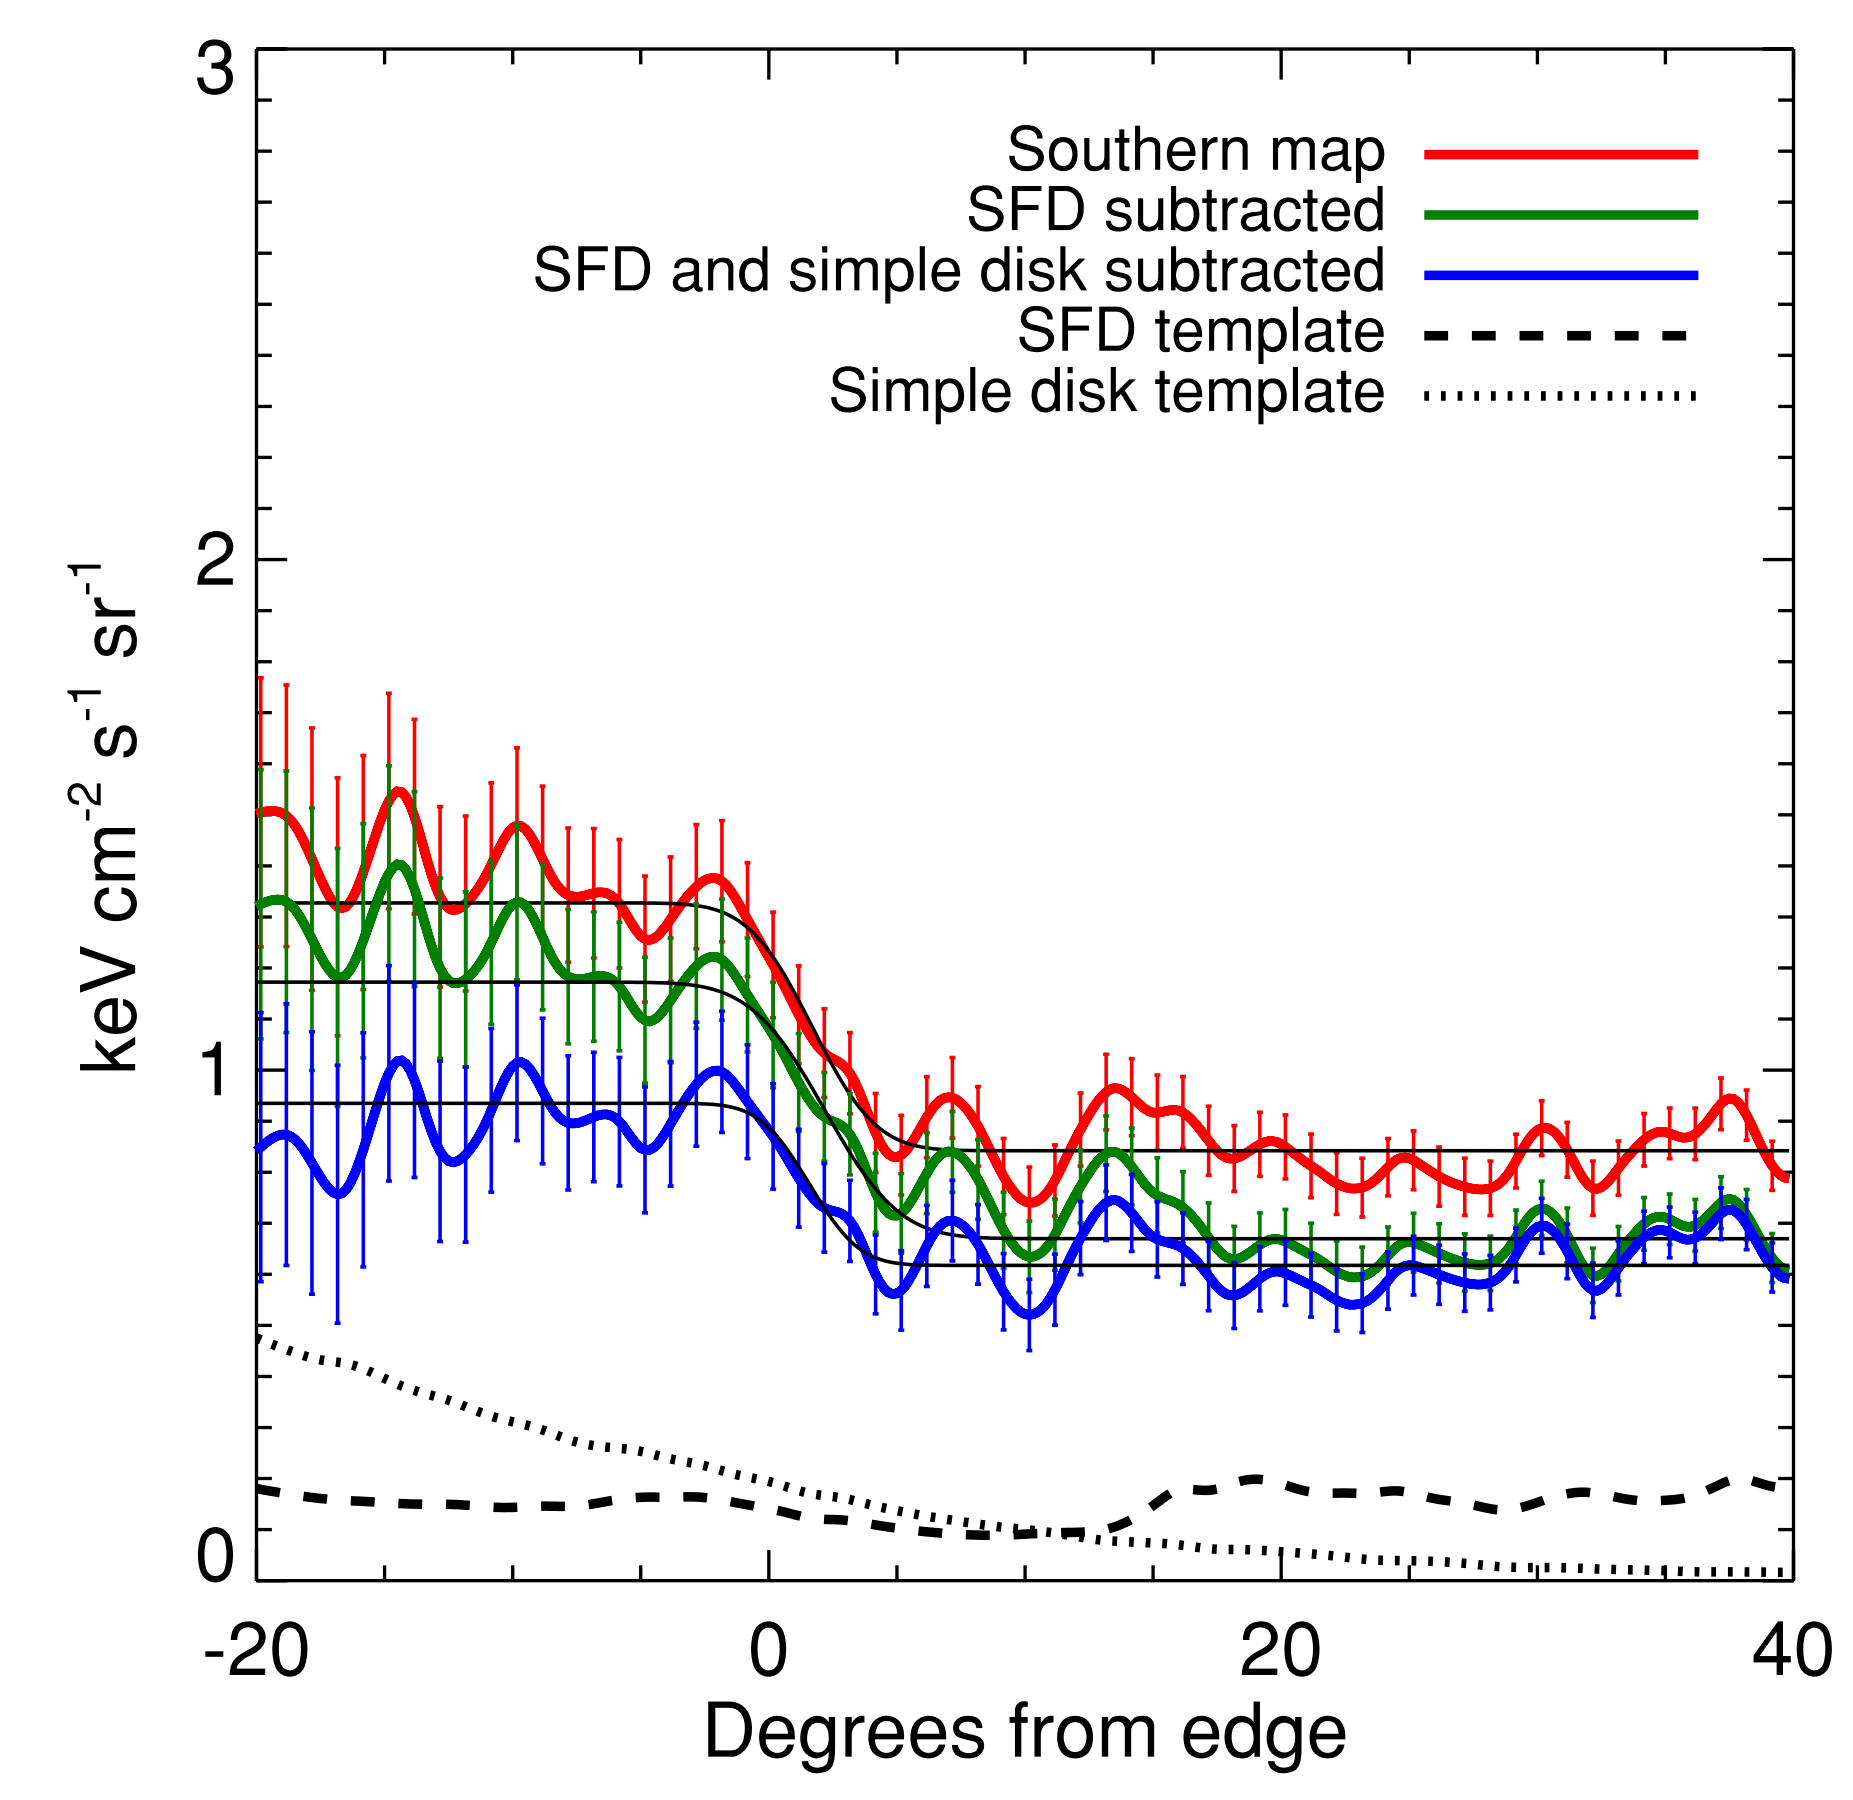 3
2
1
0
-20
0
20
40
keV cm-2 s-1 sr-1
Degrees from edge
Southern map
SFD subtracted
SFD and simple disk subtracted
SFD template
Simple disk template